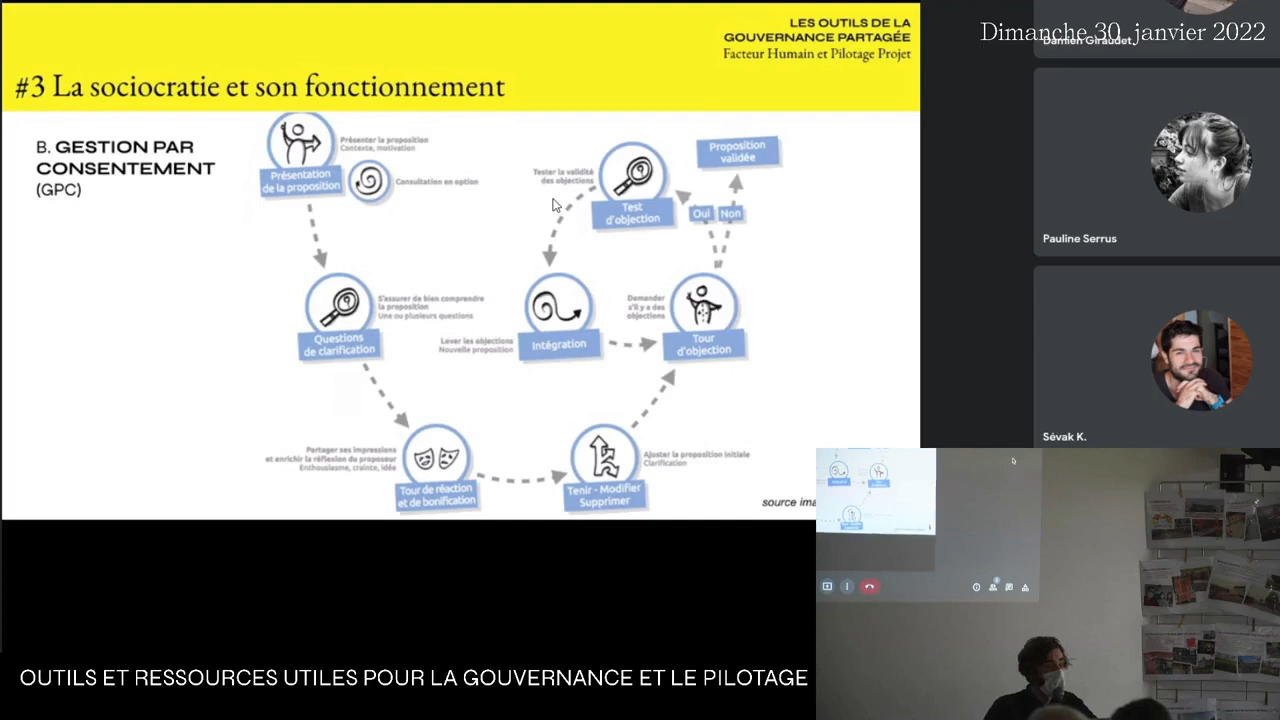 LES OUTILS DE LA
GOUVERNANCE PARTAGÉE
Facteur Humain et Pilotage Projet
Dimanche 30 janvier 2022
Damien Giraudet
#3 La sociocratie et son fonctionnement
B. GESTION PAR
CONSENTEMENT
(GPC)
Présenter la proposition
Contexte, motivation
Présentation
de la proposition
Consultation en option
Tester la validité
des objections
Test
d'objection
Proposition
validée
Oui
Non
Pauline Serrus
S'assurer de bien comprendre
la proposition
Une ou plusieurs questions
Questions
de clarification
Lever les objections
Nouvelle proposition
Intégration
Demander
s'il y a des
objections
Tour
d'objection
Sévak K.
Partager ses impressions
et enrichir la réflexion du proposeur
Enthousiasme, crainte, idée
Tour de réaction
et de bonification
Tenir - Modifier
Supprimer
Ajuster la proposition initiale
Clarification
source
OUTILS ET RESSOURCES UTILES POUR LA GOUVERNANCE ET LE PILOTAGE